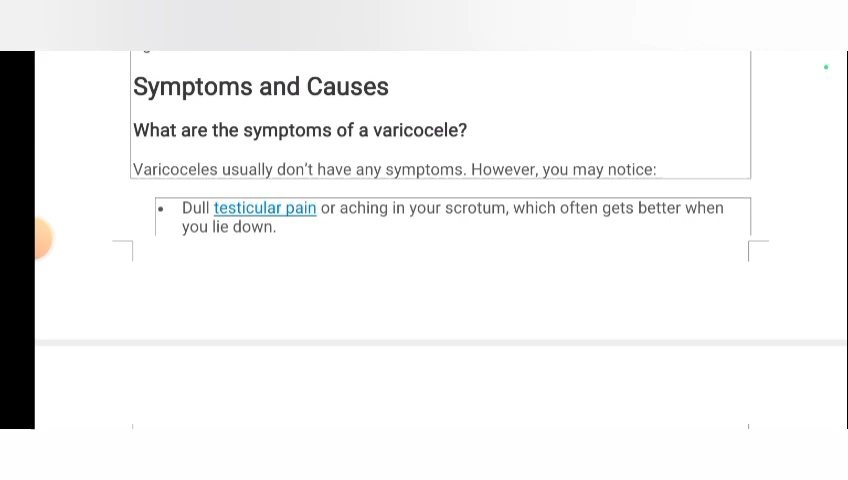 Symptoms and Causes
What are the symptoms of a varicocele?
Varicoceles usually don't have any symptoms. However, you may notice:
• Dull testicular pain or aching in your scrotum, which often gets better when
you lie down.